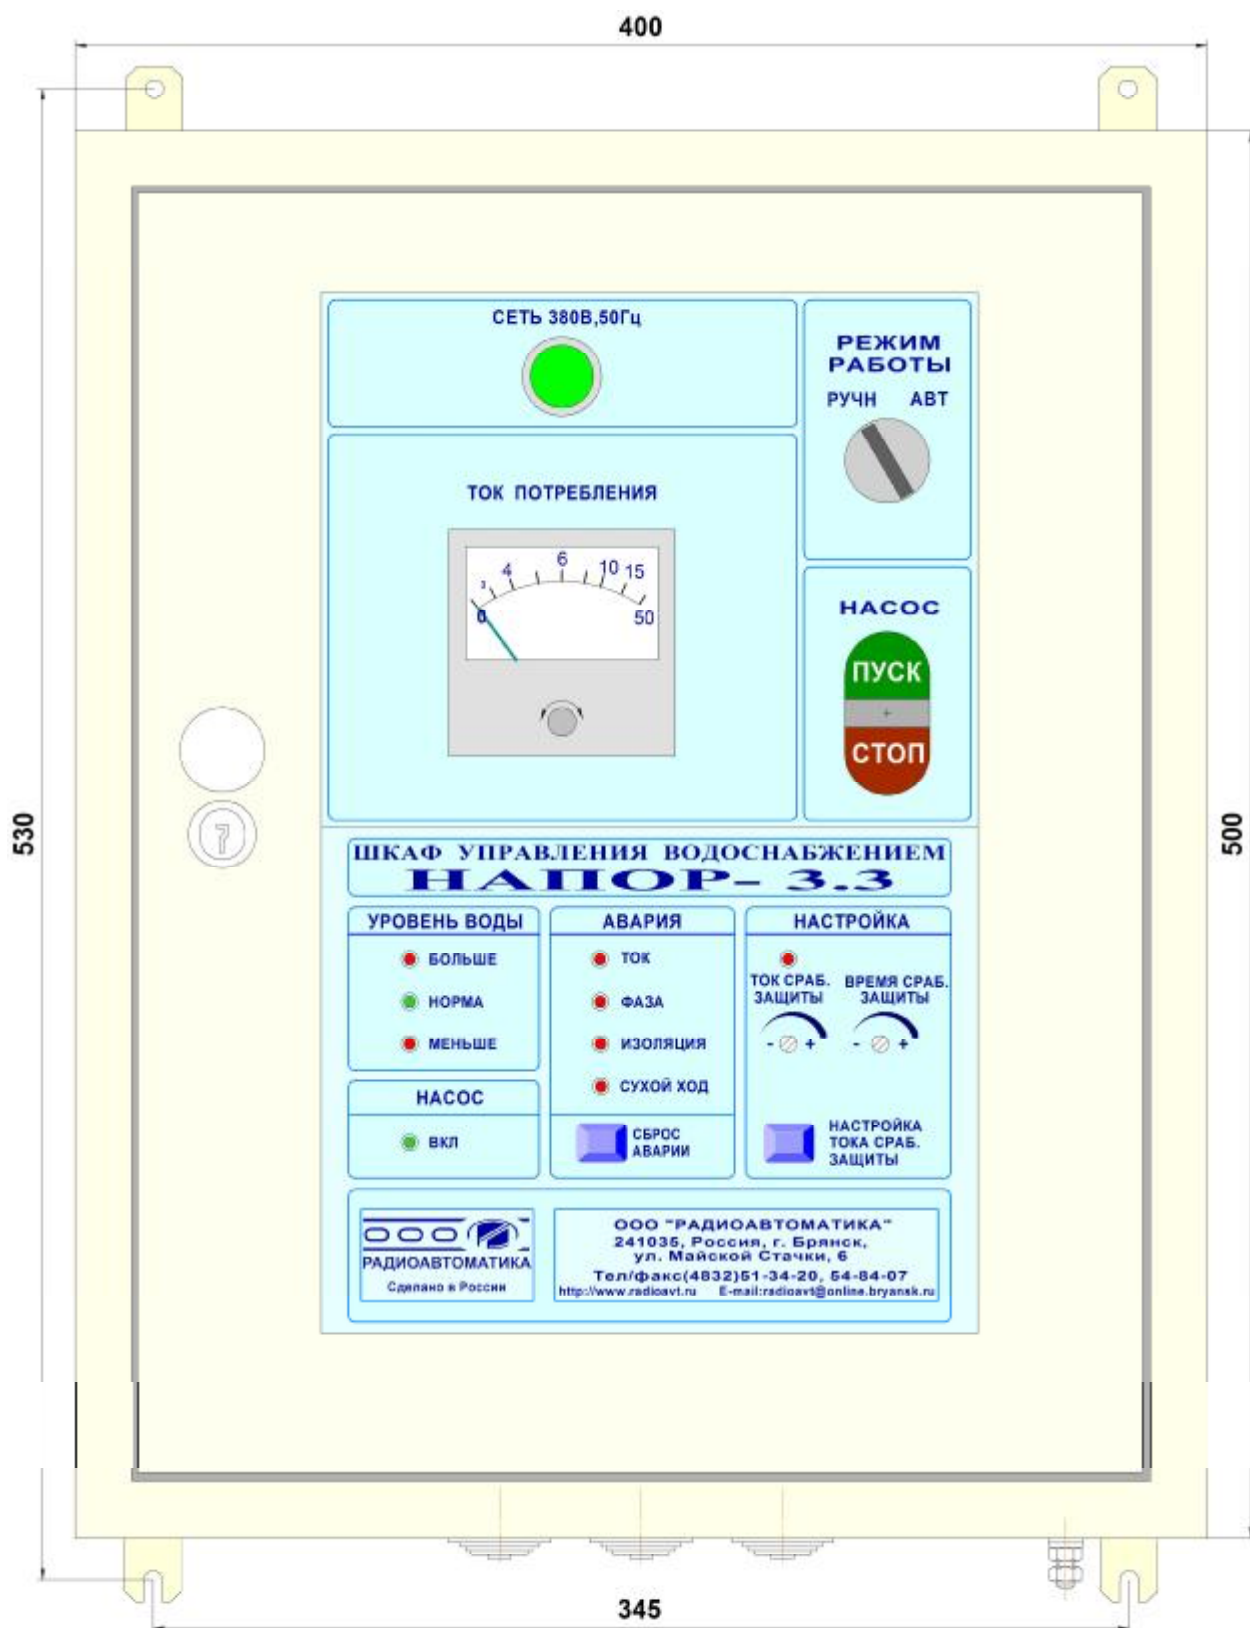 400
СЕТЬ 380В,50Гц
РЕЖИМ
РАБОТЫ
РУЧН АВТ
ТОК ПОТРЕБЛЕНИЯ
3 4 6 10 15
0 50
НАСОС
ПУСК
СТОП
530
500
ШКАФ УПРАВЛЕНИЯ ВОДОСНАБЖЕНИЕМ
НАПОР- 3.3
УРОВЕНЬ ВОДЫ
БОЛЬШЕ
НОРМА
МЕНЬШЕ
НАСОС
ВКЛ
АВАРИЯ
ТОК
ФАЗА
ИЗОЛЯЦИЯ
СУХОЙ ХОД
СБРОС
АВАРИИ
НАСТРОЙКА
ТОК СРАБ.
ЗАЩИТЫ
- +
ВРЕМЯ СРАБ.
ЗАЩИТЫ
- +
НАСТРОЙКА
ТОКА СРАБ.
ЗАЩИТЫ
ООО
РАДИОАВТОМАТИКА
Сделано в России
ООО "РАДИОАВТОМАТИКА"
241035, Россия, г. Брянск,
ул. Майской Стачки, 6
Тел/факс(4832)51-34-20, 54-84-07
http://www.radioavt.ru E-mail:radioavt@online.bryansk.ru
345